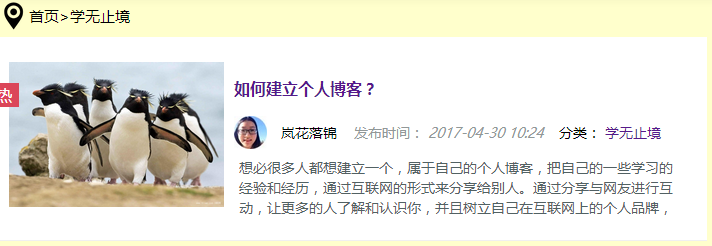 首页>学无止境
热
如何建立个人博客？
岚花落锦 发布时间： 2017-04-30 10:24 分类： 学无止境
想必很多人都想建立一个，属于自己的个人博客，把自己的一些学习的
经验和经历，通过互联网的形式来分享给别人。通过分享与网友进行互
动，让更多的人了解和认识你，并且树立自己在互联网上的个人品牌，